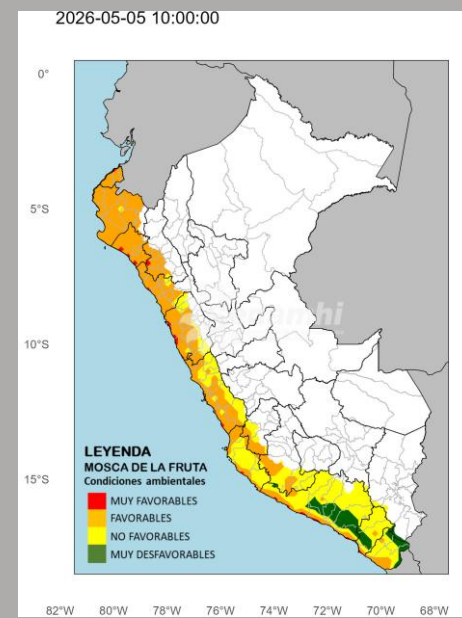 2026-05-05 10:00:00
0°
5°S
10°S
15°S
senamhi
LEYENDA
MOSCA DE LA FRUTA
Condiciones ambientales
MUY FAVORABLES
FAVORABLES
NO FAVORABLES
MUY DESFAVORABLES
82°W 80°W 78°W 76°W 74°W 72°W 70°W 68°W